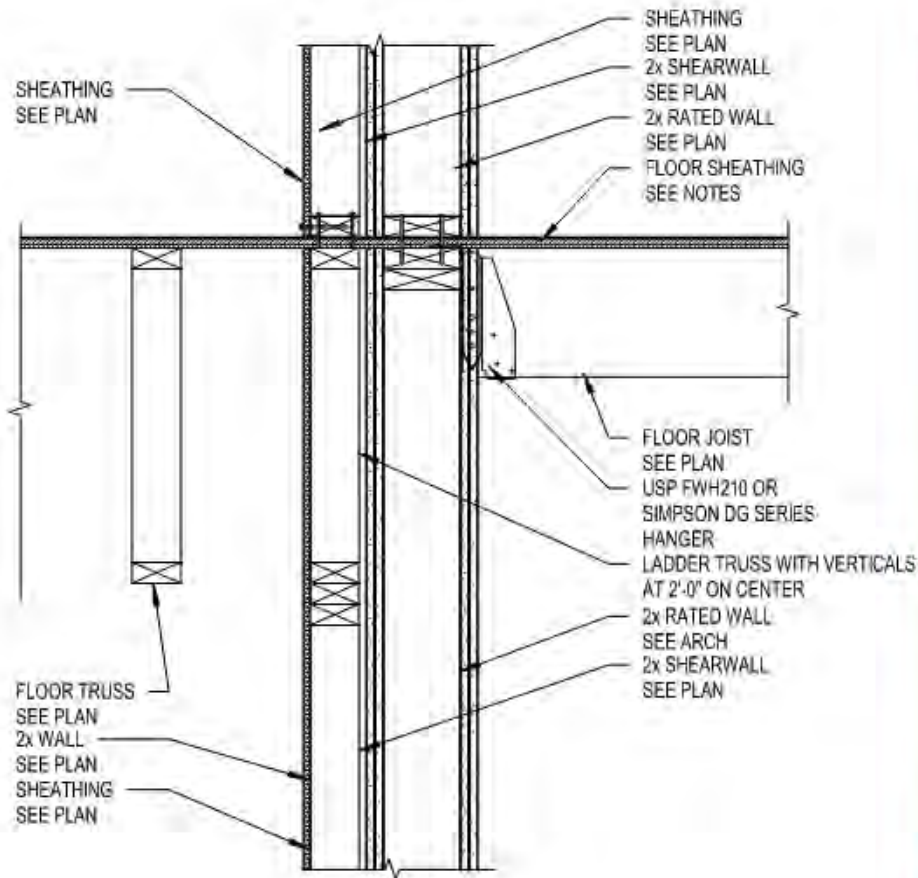 SHEATHING
SEE PLAN
SHEATHING
SEE PLAN
2x SHEARWALL
SEE PLAN
2x RATED WALL
SEE PLAN
FLOOR SHEATHING
SEE NOTES
FLOOR JOIST
SEE PLAN
USP FWH210 OR
SIMPSON DG SERIES
HANGER
LADDER TRUSS WITH VERTICALS
AT 2'-0" ON CENTER
2x RATED WALL
SEE ARCH
2x SHEARWALL
SEE PLAN
FLOOR TRUSS
SEE PLAN
2x WALL
SEE PLAN
SHEATHING
SEE PLAN